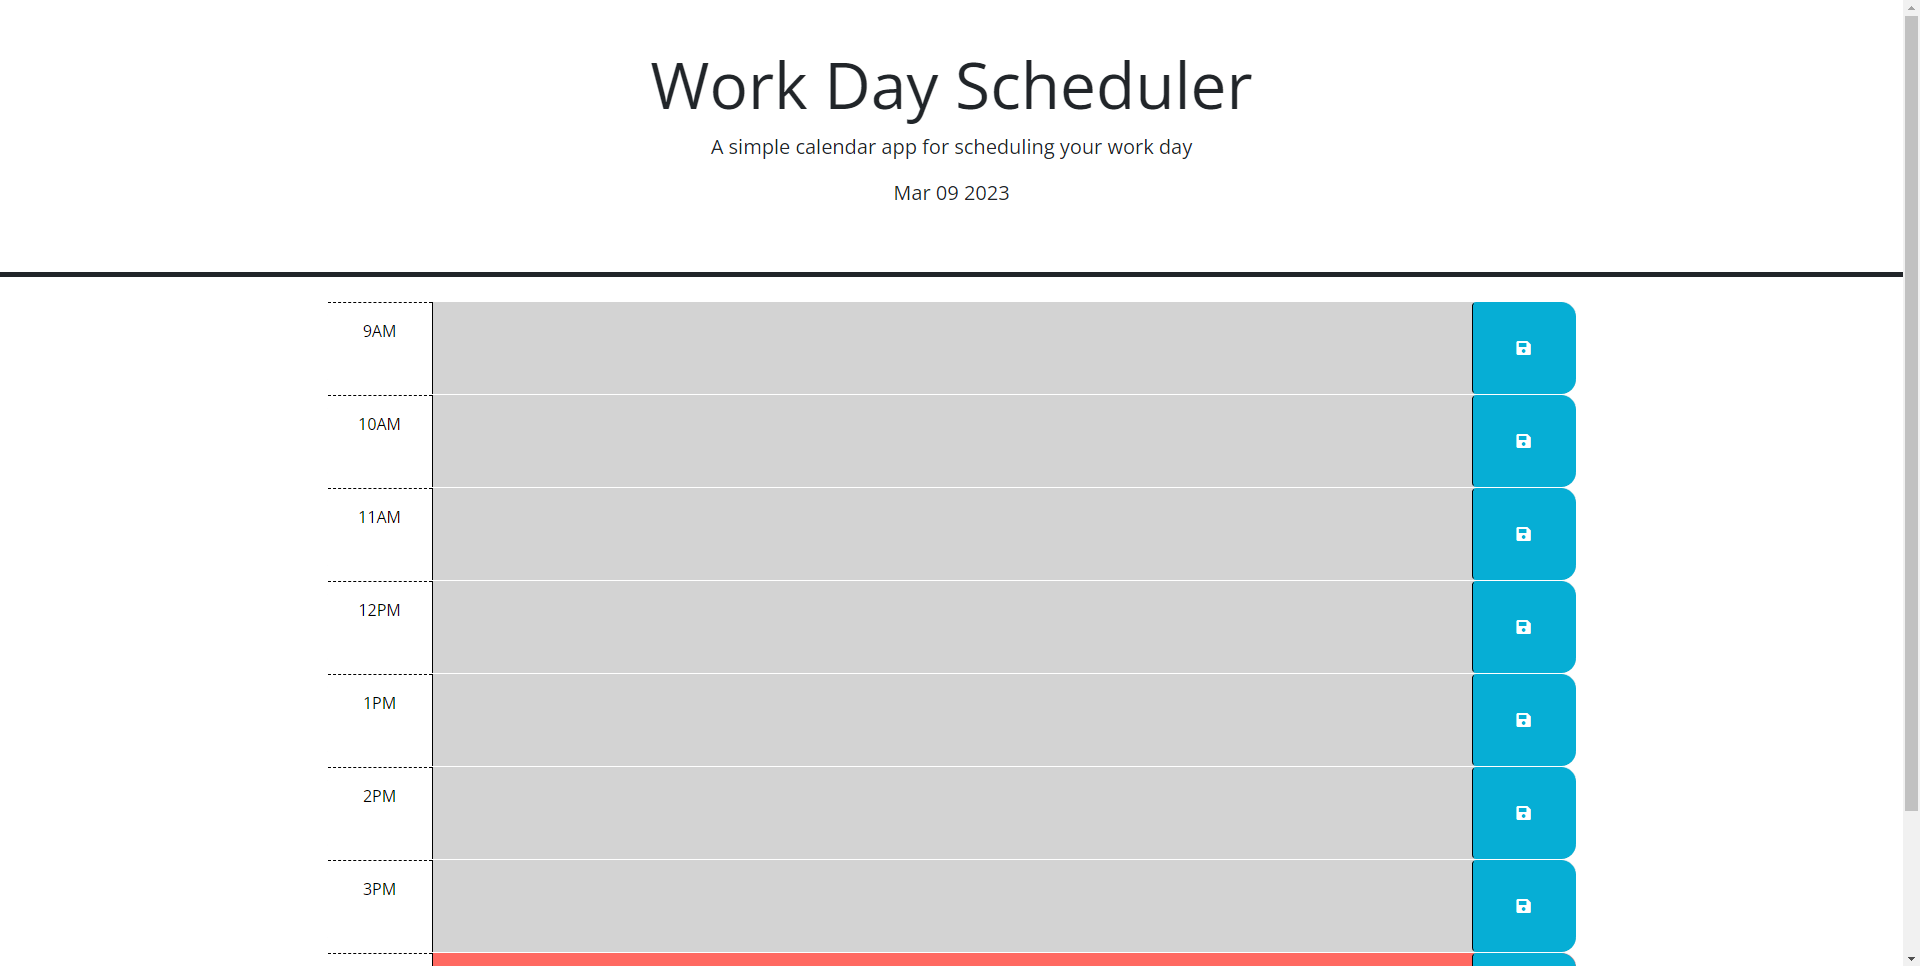 Work Day Scheduler
A simple calendar app for scheduling your work day
Mar 09 2023
9AM
10AM
11AM
12PM
1PM
2PM
3PM